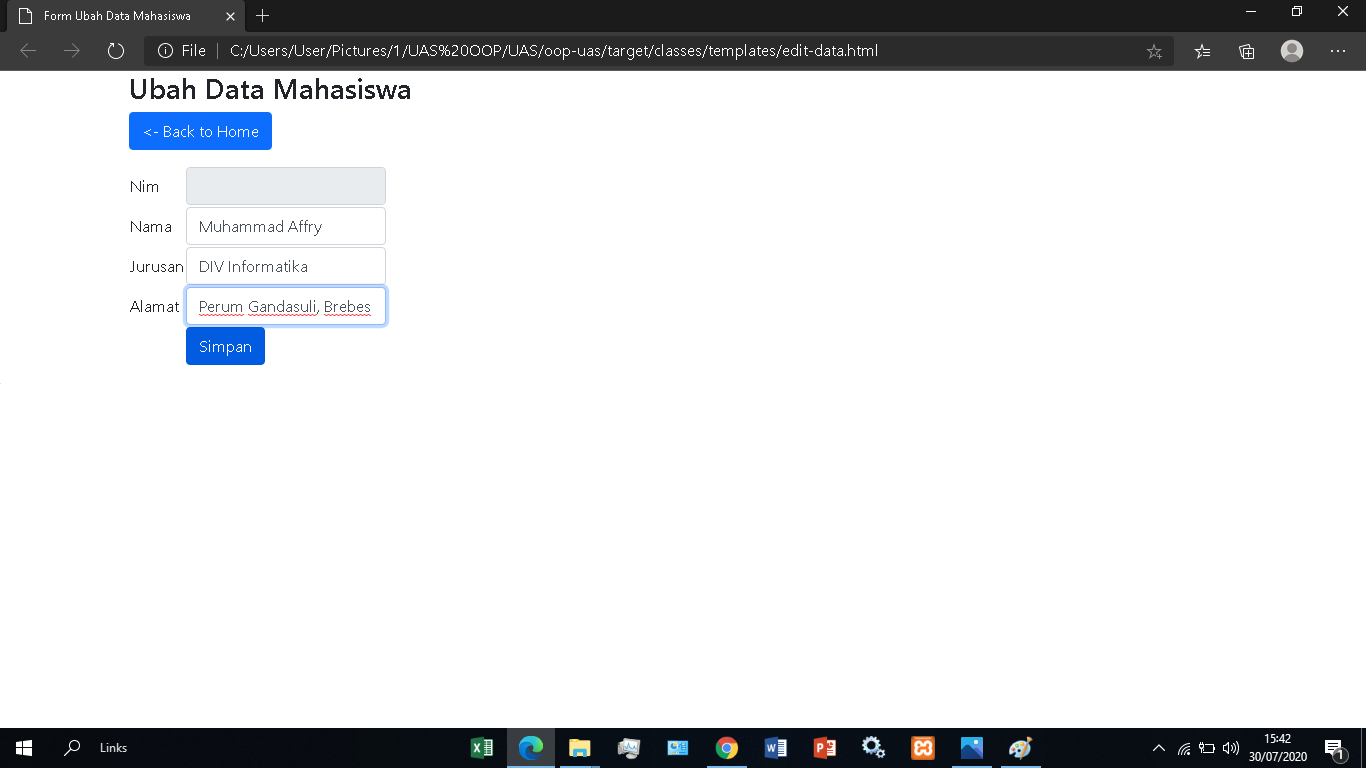 Form Ubah Data Mahasiswa
File
C:/Users/User/Pictures/1/UAS%20OOP/UAS/oop-uas/target/classes/templates/edit-data.html
Ubah Data Mahasiswa
<- Back to Home
Nim
Nama Muhammad Affry
Jurusan DIV Informatika
Alamat Perum Gandasuli, Brebes
Simpan
Links
15:42
30/07/2020
1